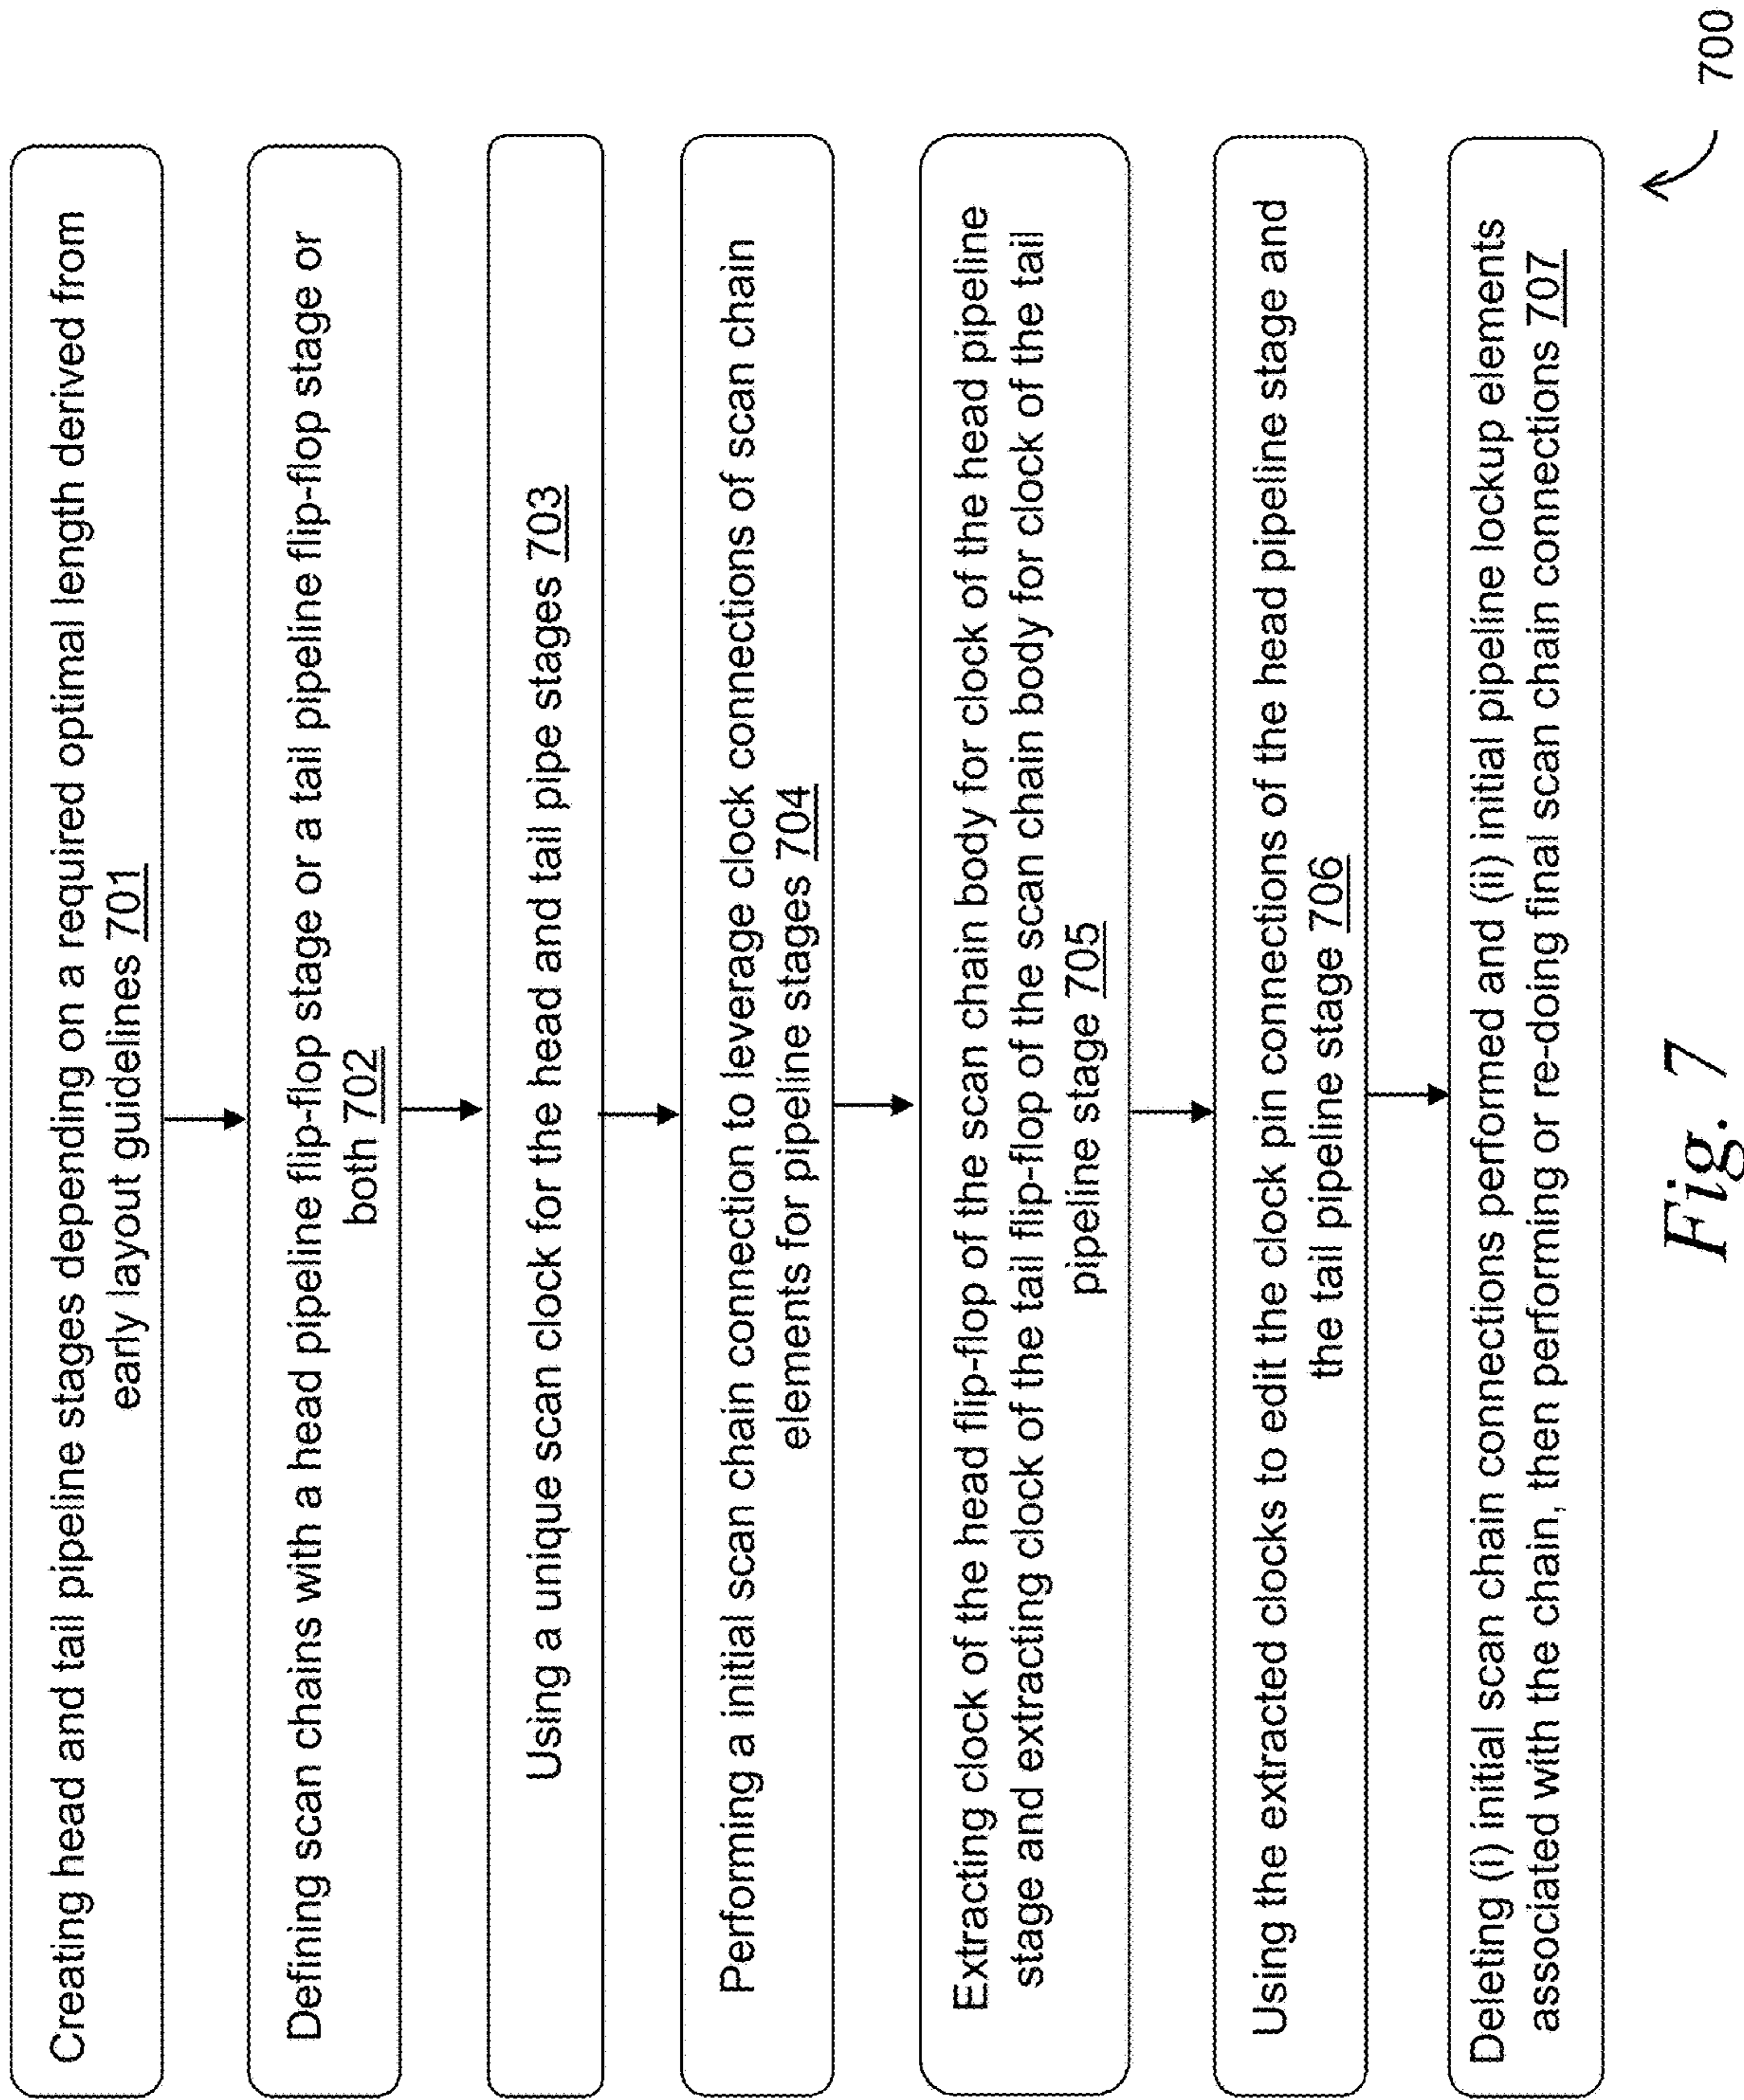 Creating head and tail pipeline stages depending on a required optimal length derived from
early layout guidelines 701
Defining scan chains with a head pipeline flip-flop stage or a tail pipeline flip-flop stage or
both 702
Using a unique scan clock for the head and tail pipe stages 703
Performing a initial scan chain connection to leverage clock connections of scan chain
elements for pipeline stages 704
Extracting clock of the head flip-flop of the scan chain body for clock of the head pipeline
stage and extracting clock of the tail flip-flop of the scan chain body for clock of the tail
pipeline stage 705
Using the extracted clocks to edit the clock pin connections of the head pipeline stage and
the tail pipeline stage 706
Deleting (i) initial scan chain connections performed and (ii) initial pipeline lockup elements
associated with the chain, then performing or re-doing final scan chain connections 707
700
Fig. 7